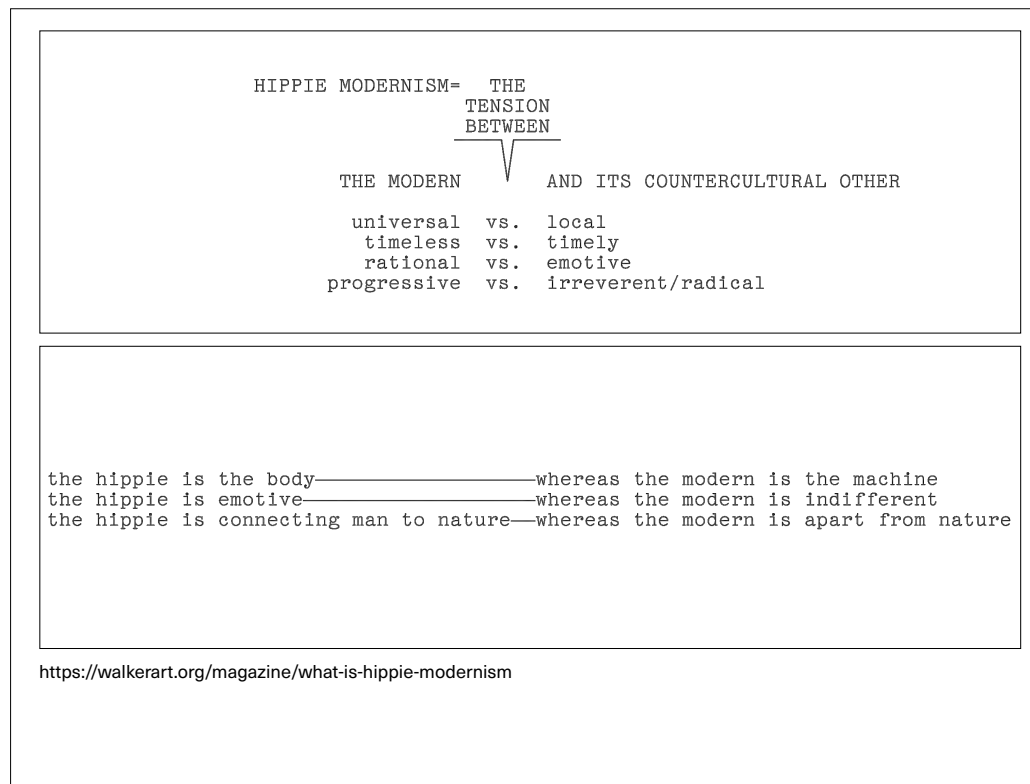 HIPPIE MODERNISM= THE
TENSION
BETWEEN
THE MODERN AND ITS COUNTERCULTURAL OTHER
universal vs. local
timeless vs. timely
rational vs. emotive
progressive vs. irreverent/radical
the hippie is the body——whereas the modern is the machine
the hippie is emotive——whereas the modern is indifferent
the hippie is connecting man to nature——whereas the modern is apart from nature
https://walkerart.org/magazine/what-is-hippie-modernism